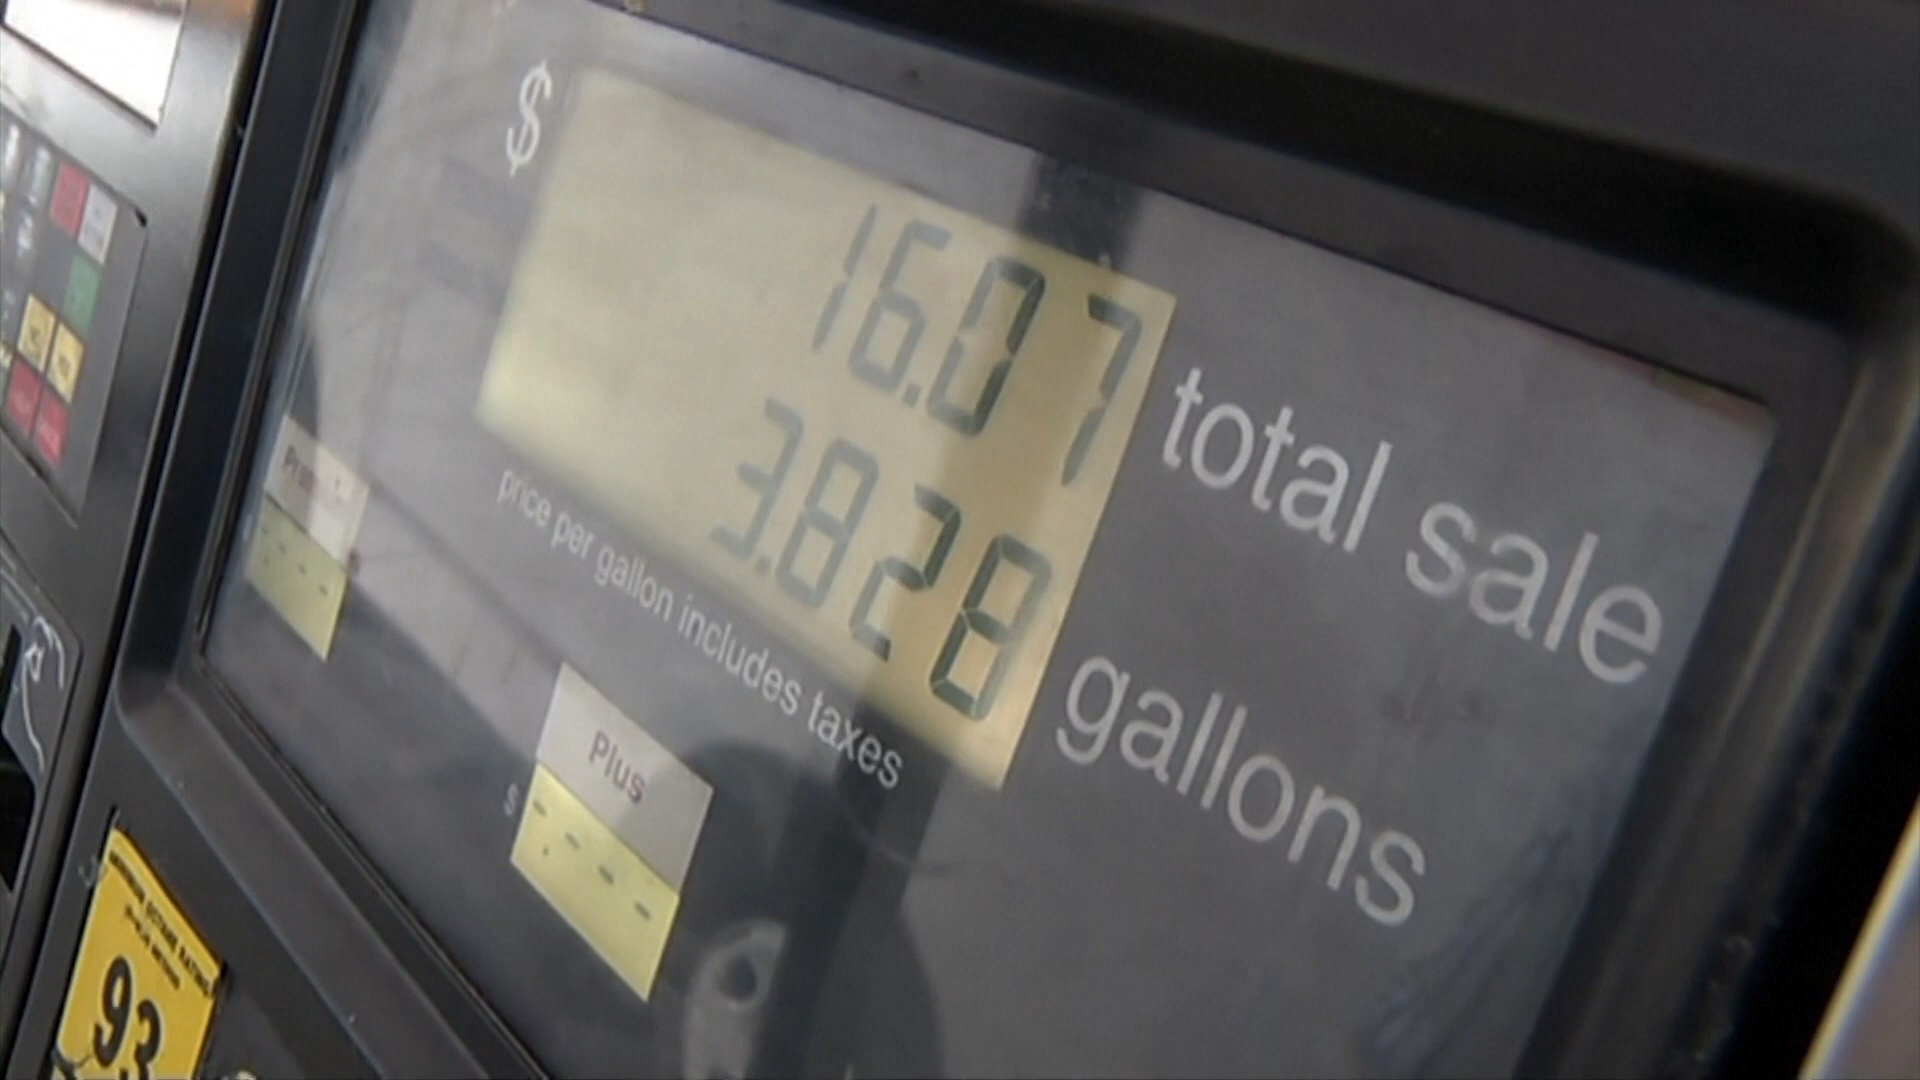 $ 16.07 total sale
3.828 gallons
price per gallon includes taxes
Plus
$ ----
93